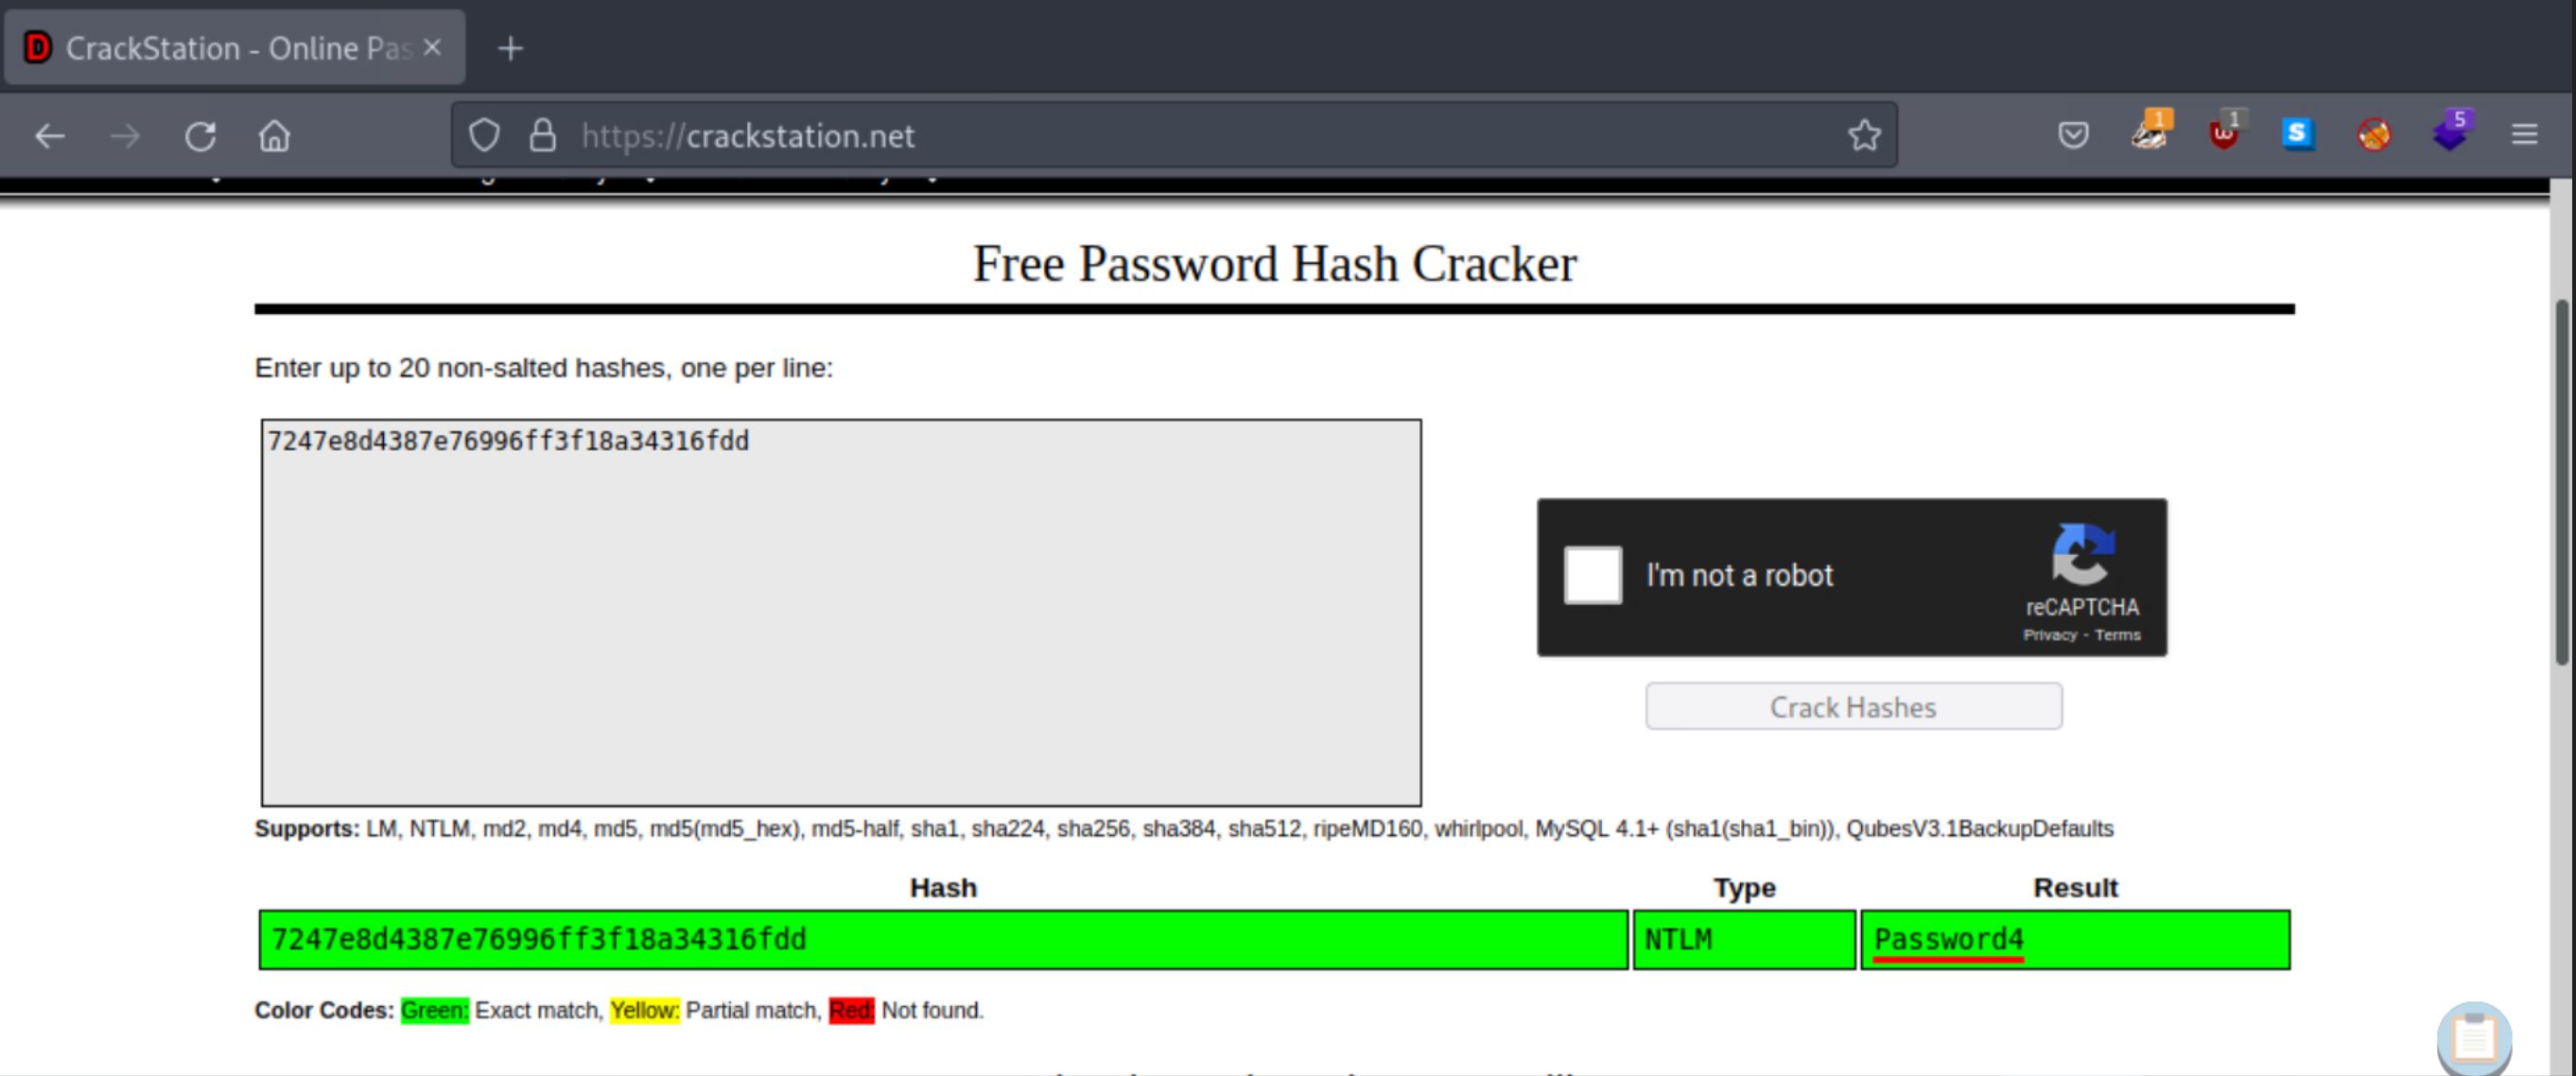 CrackStation - Online Pas
https://crackstation.net
1
1
S
5
Free Password Hash Cracker
Enter up to 20 non-salted hashes, one per line:
7247e8d4387e76996ff3f18a34316fdd
I'm not a robot
reCAPTCHA
Privacy - Terms
Crack Hashes
Supports: LM, NTLM, md2, md4, md5, md5(md5_hex), md5-half, sha1, sha224, sha256, sha384, sha512, ripeMD160, whirlpool, MySQL 4.1+ (sha1(sha1_bin)), QubesV3.1BackupDefaults
Hash Type Result
7247e8d4387e76996ff3f18a34316fdd NTLM Password4
Color Codes: Green: Exact match, Yellow: Partial match, Red: Not found.